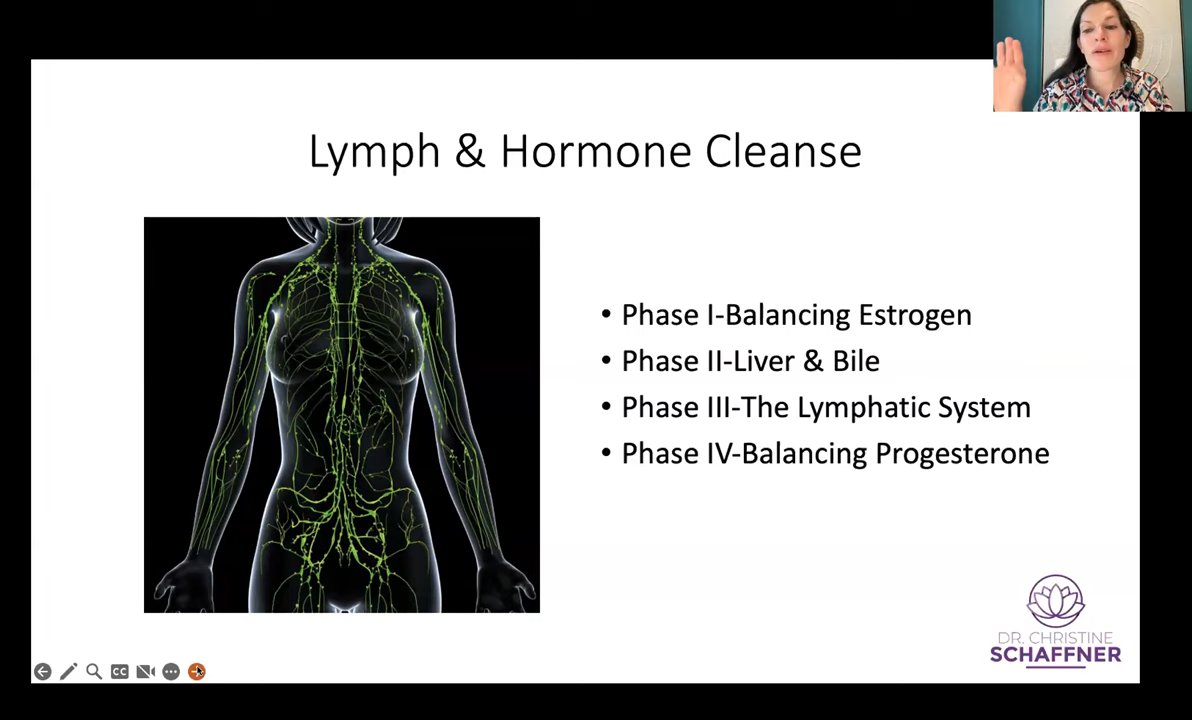 Lymph & Hormone Cleanse
• Phase I-Balancing Estrogen
• Phase II-Liver & Bile
• Phase III-The Lymphatic System
• Phase IV-Balancing Progesterone
DR. CHRISTINE
SCHAFFNER
CC